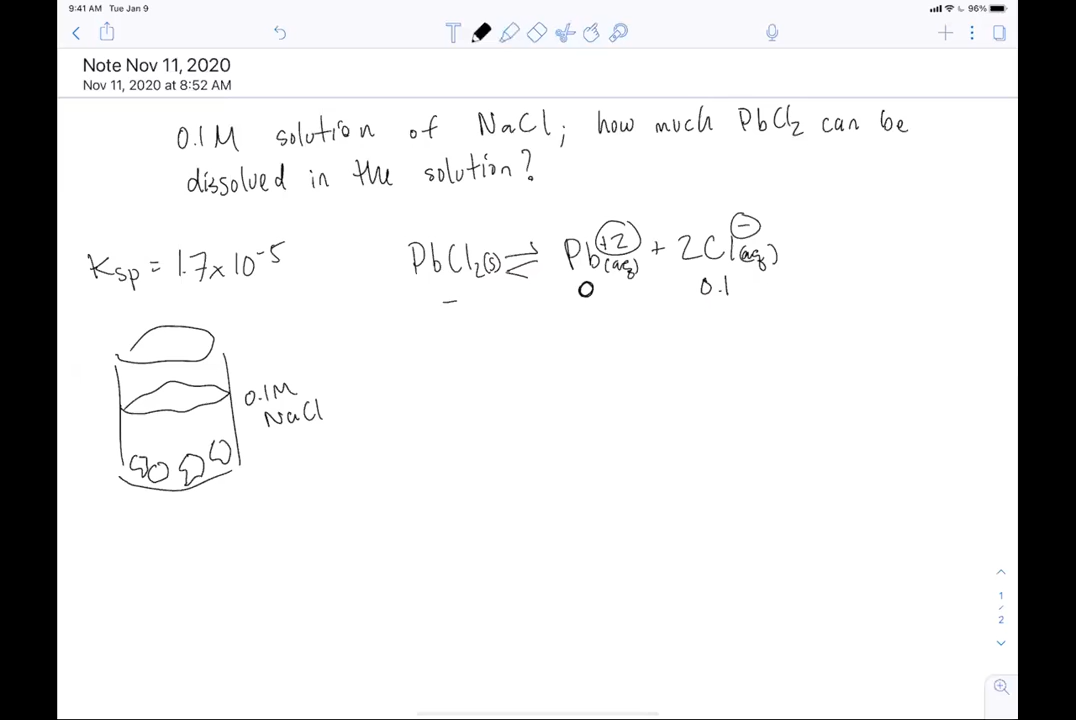 9:41 AM Tue Jan 9
96%
Note Nov 11, 2020
Nov 11, 2020 at 8:52 AM
0.1M solution of NaCl; how much PbCl2 can be
dissolved in the solution?
Ksp = 1.7x10^-5
PbCl2(s) ⇌ Pb+2(aq) + 2Cl-(aq)
- 0 0.1
0.1M
NaCl
1
/
2